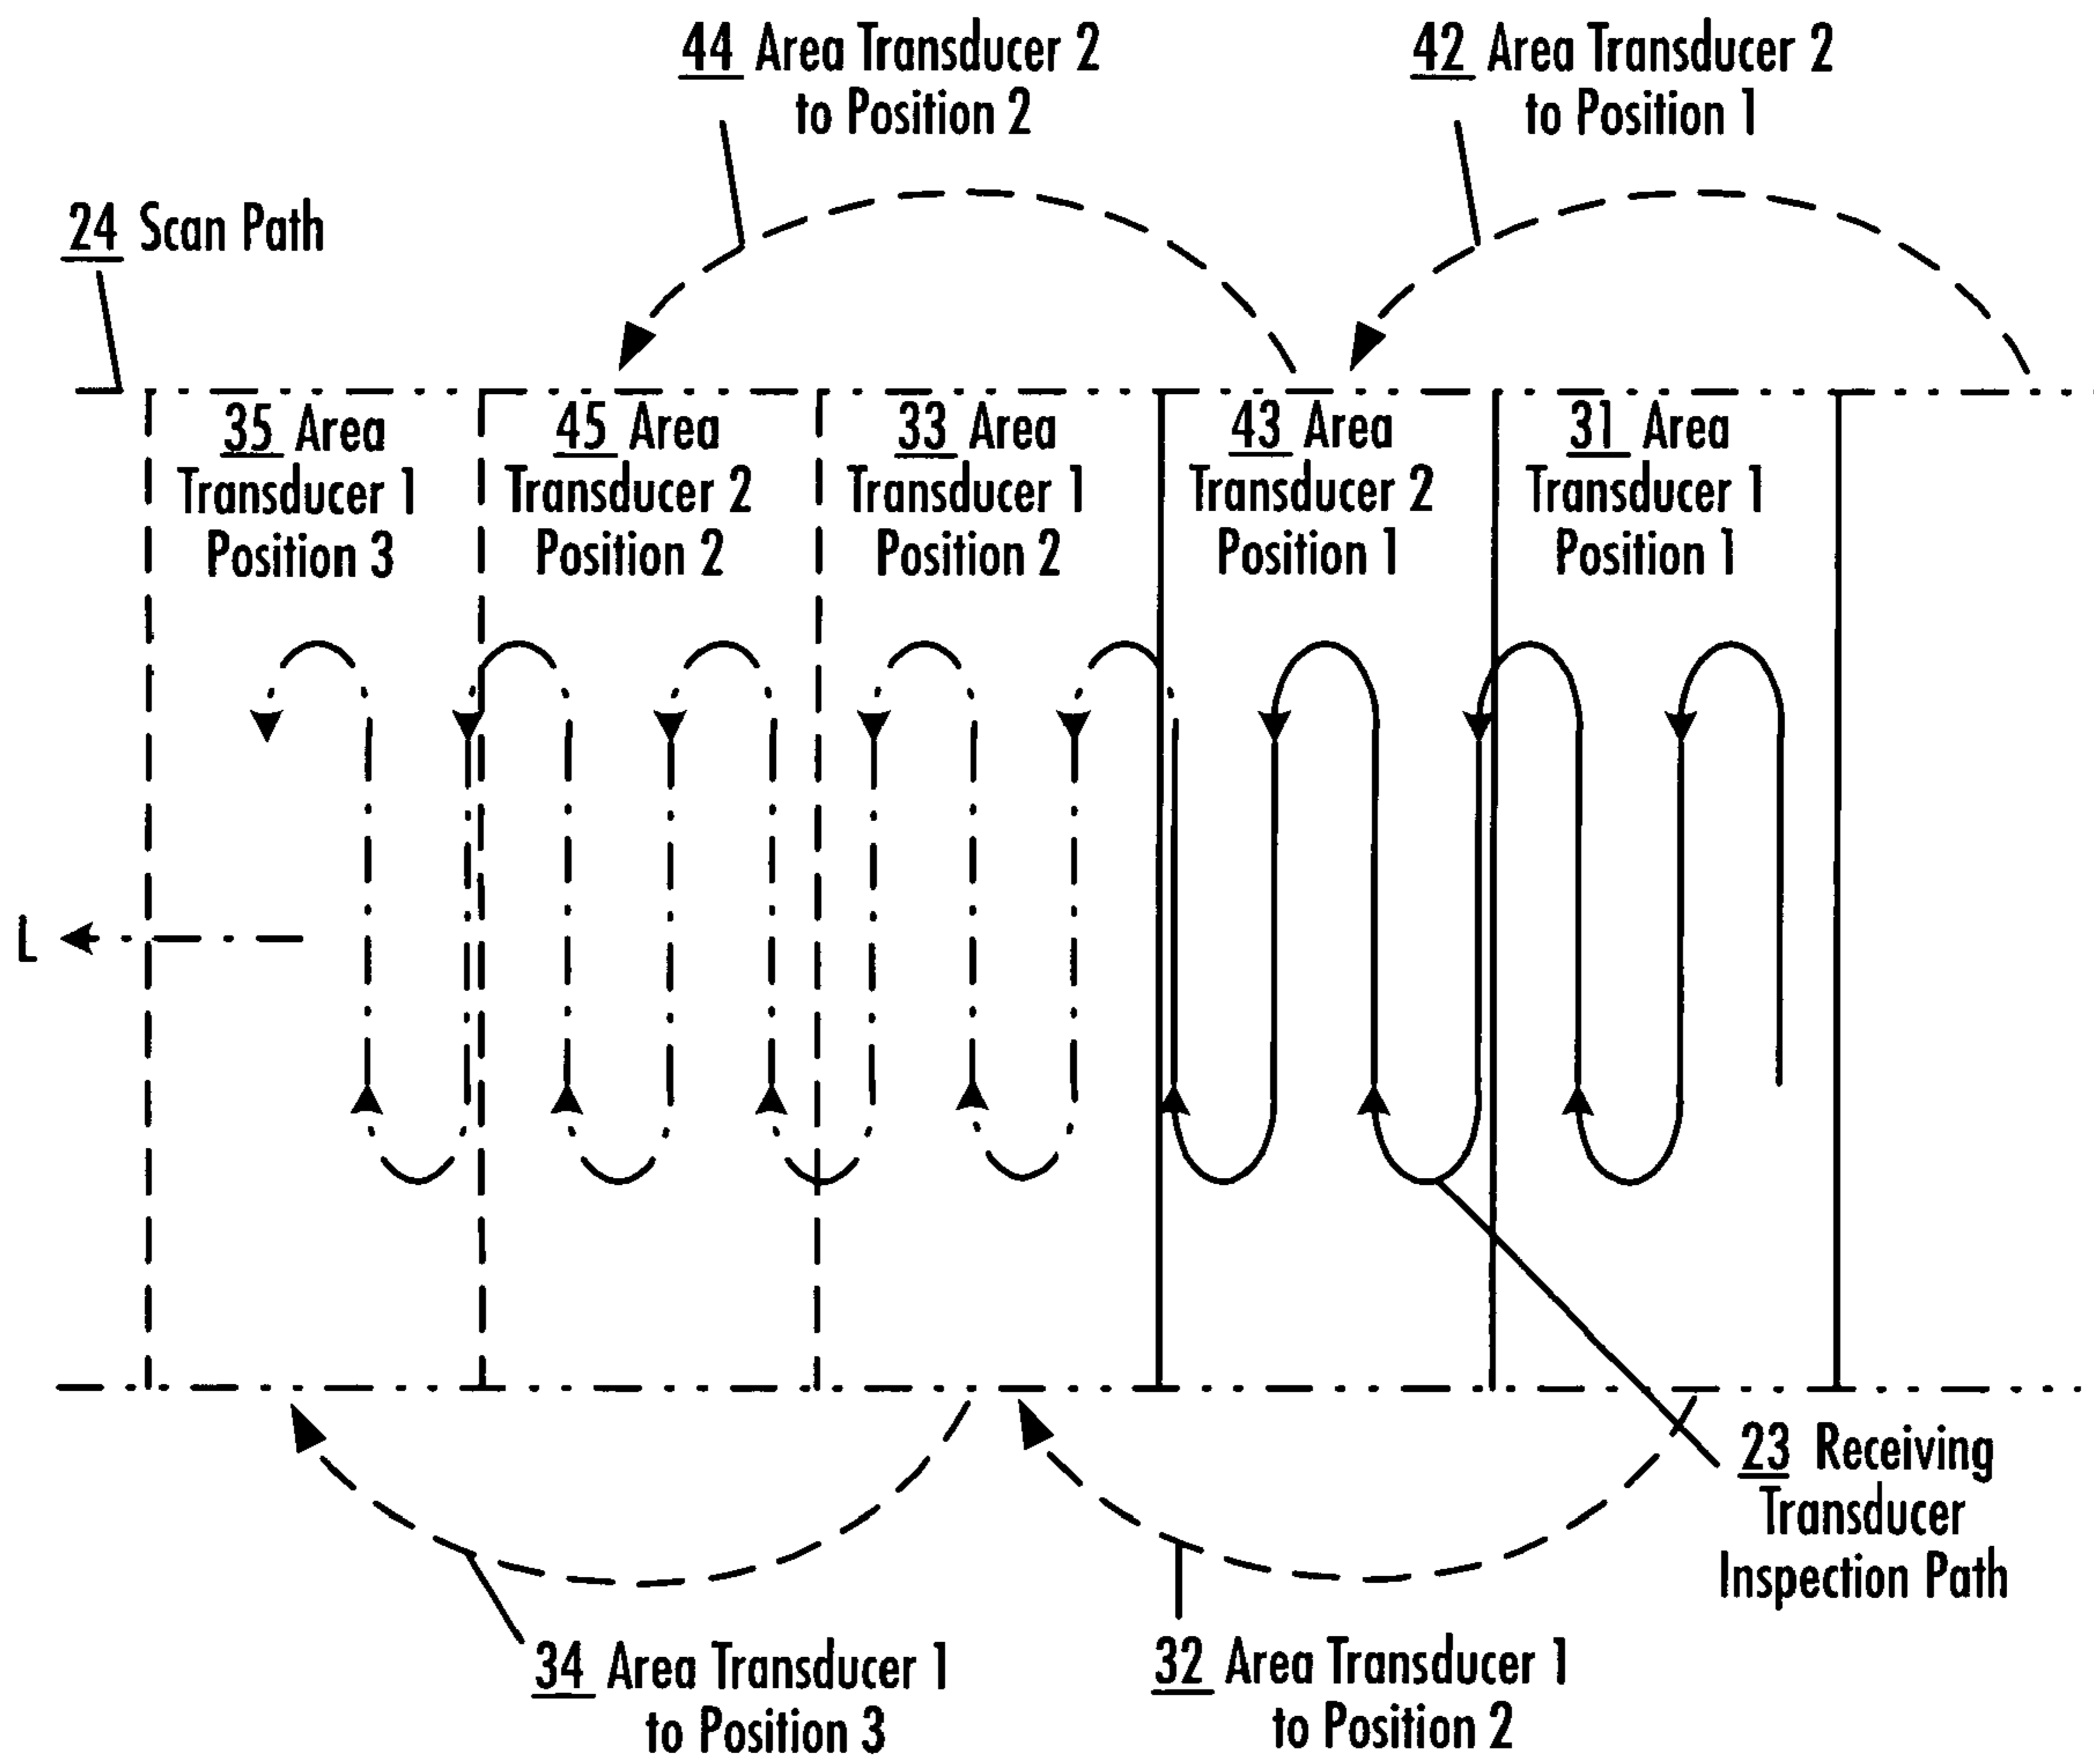 44 Area Transducer 2
to Position 2
42 Area Transducer 2
to Position 1
24 Scan Path
35 Area
Transducer 1
Position 3
45 Area
Transducer 2
Position 2
33 Area
Transducer 1
Position 2
43 Area
Transducer 2
Position 1
31 Area
Transducer 1
Position 1
L
23 Receiving
Transducer
Inspection Path
34 Area Transducer 1
to Position 3
32 Area Transducer 1
to Position 2